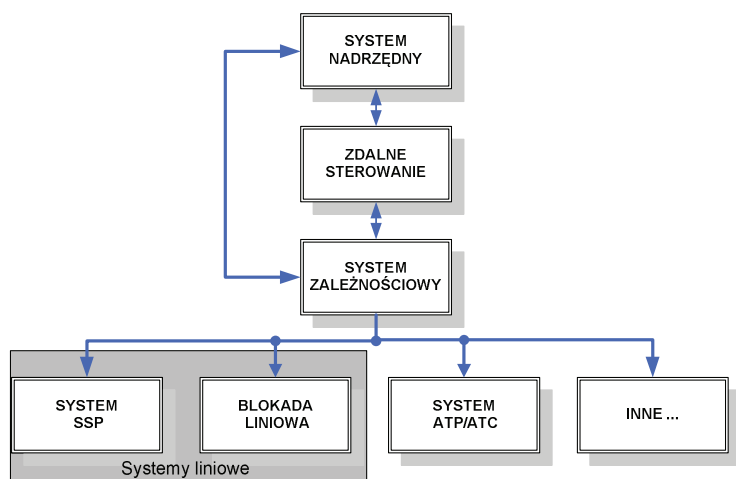 SYSTEM
NADRZĘDNY
ZDALNE
STEROWANIE
SYSTEM
ZALEŻNOŚCIOWY
SYSTEM
SSP
BLOKADA
LINIOWA
SYSTEM
ATP/ATC
INNE ...
Systemy liniowe